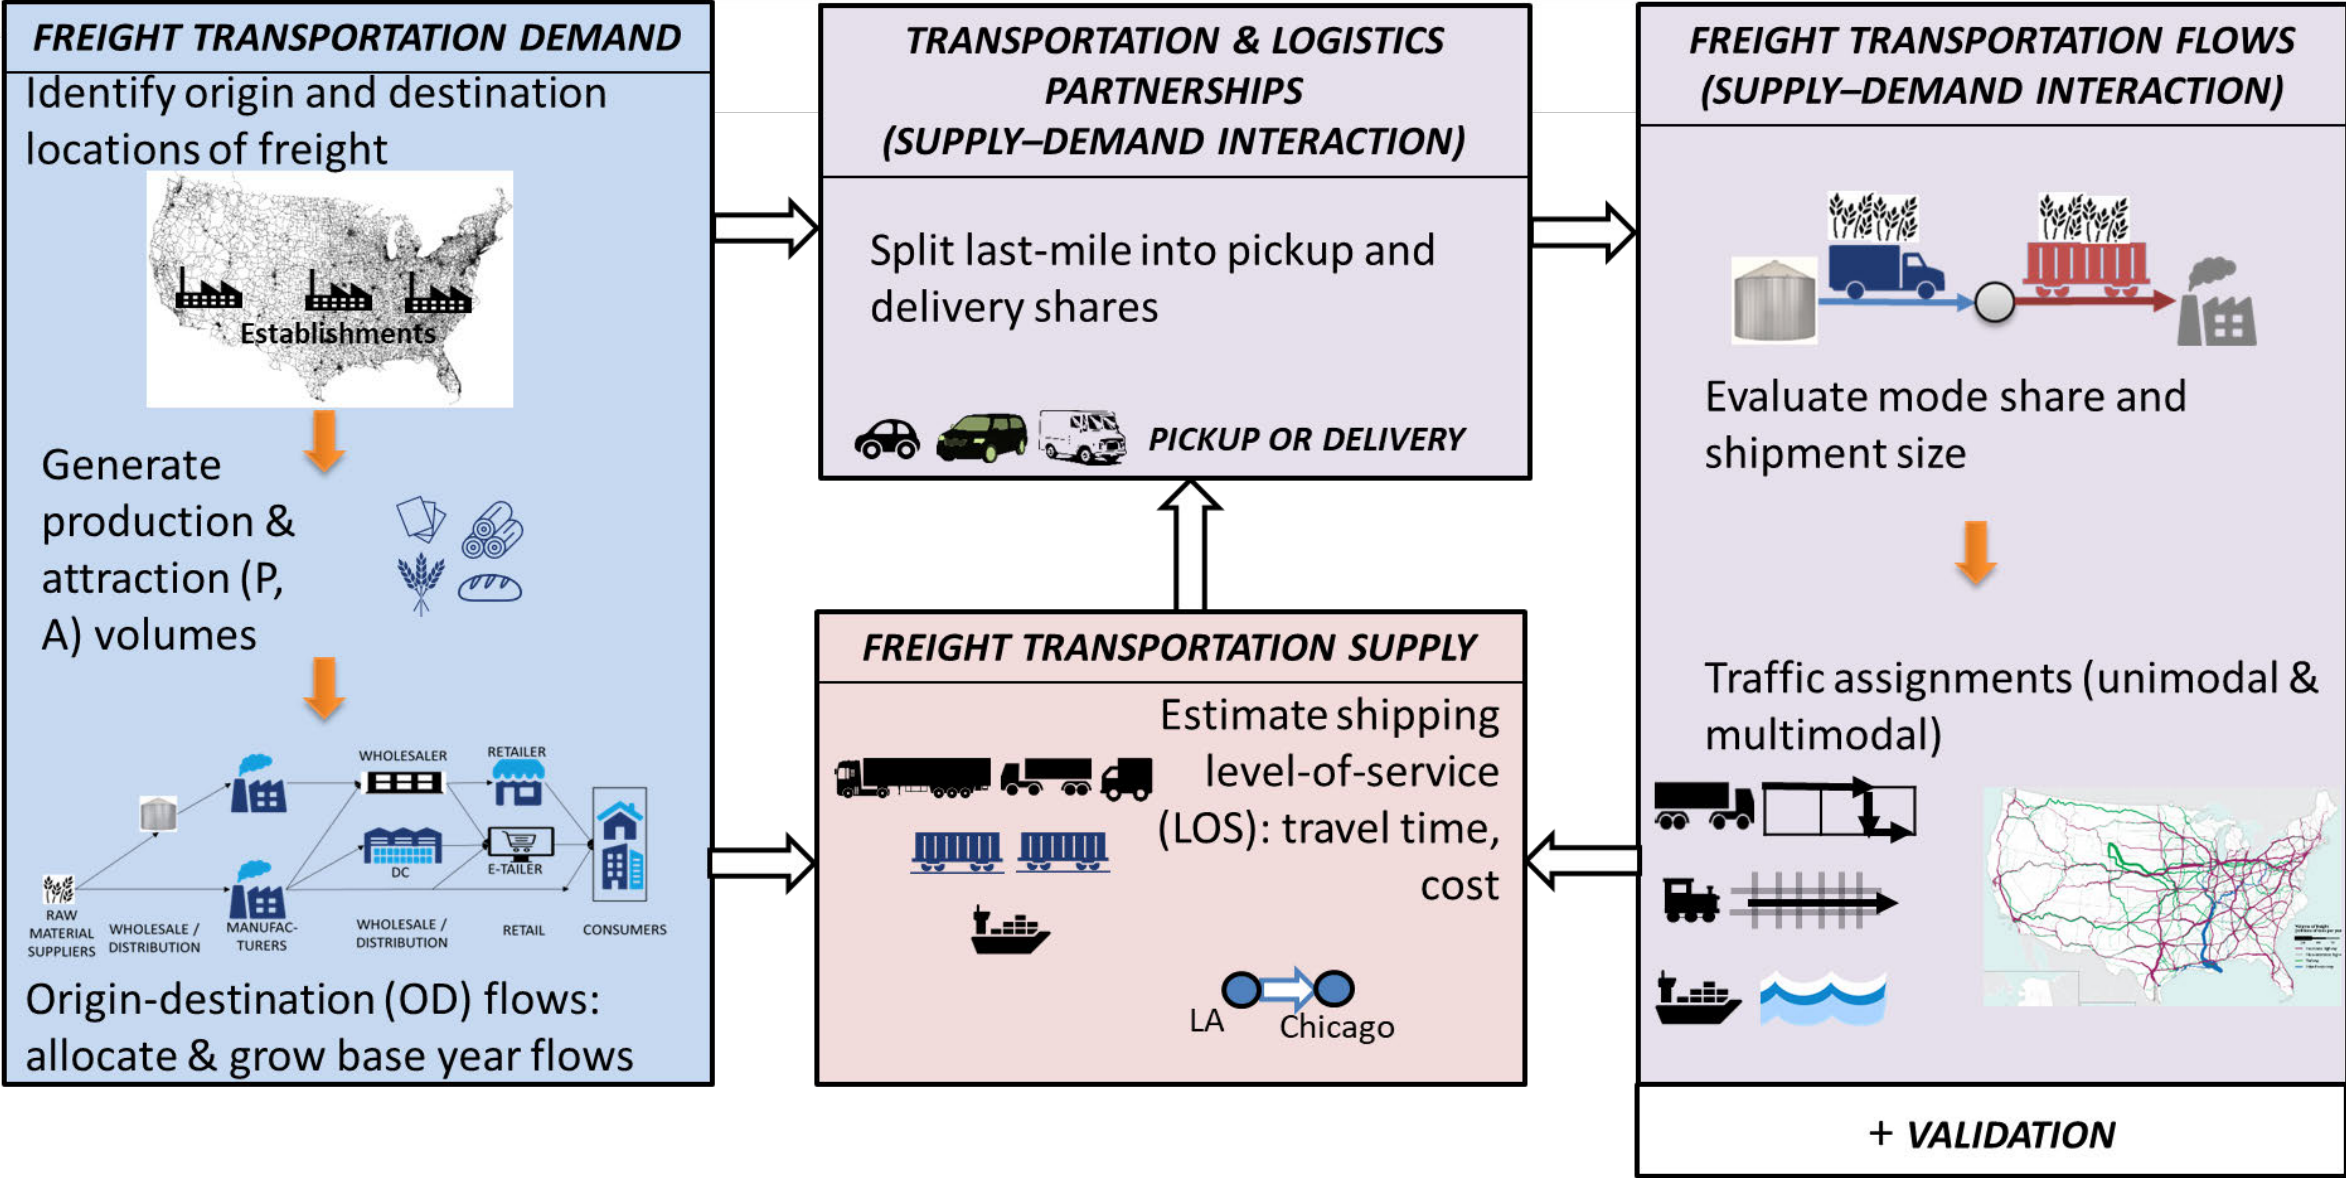 FREIGHT TRANSPORTATION DEMAND
Identify origin and destination
locations of freight
Establishments
Generate
production &
attraction (P,
A) volumes
WHOLESALER
RETAILER
DC
E-TAILER
RAW
MATERIAL
SUPPLIERS
WHOLESALE /
DISTRIBUTION
MANUFAC-
TURERS
WHOLESALE /
DISTRIBUTION
RETAIL
CONSUMERS
Origin-destination (OD) flows:
allocate & grow base year flows
TRANSPORTATION & LOGISTICS
PARTNERSHIPS
(SUPPLY–DEMAND INTERACTION)
Split last-mile into pickup and
delivery shares
PICKUP OR DELIVERY
FREIGHT TRANSPORTATION SUPPLY
Estimate shipping
level-of-service
(LOS): travel time,
cost
LA
Chicago
FREIGHT TRANSPORTATION FLOWS
(SUPPLY–DEMAND INTERACTION)
Evaluate mode share and
shipment size
Traffic assignments (unimodal &
multimodal)
+ VALIDATION